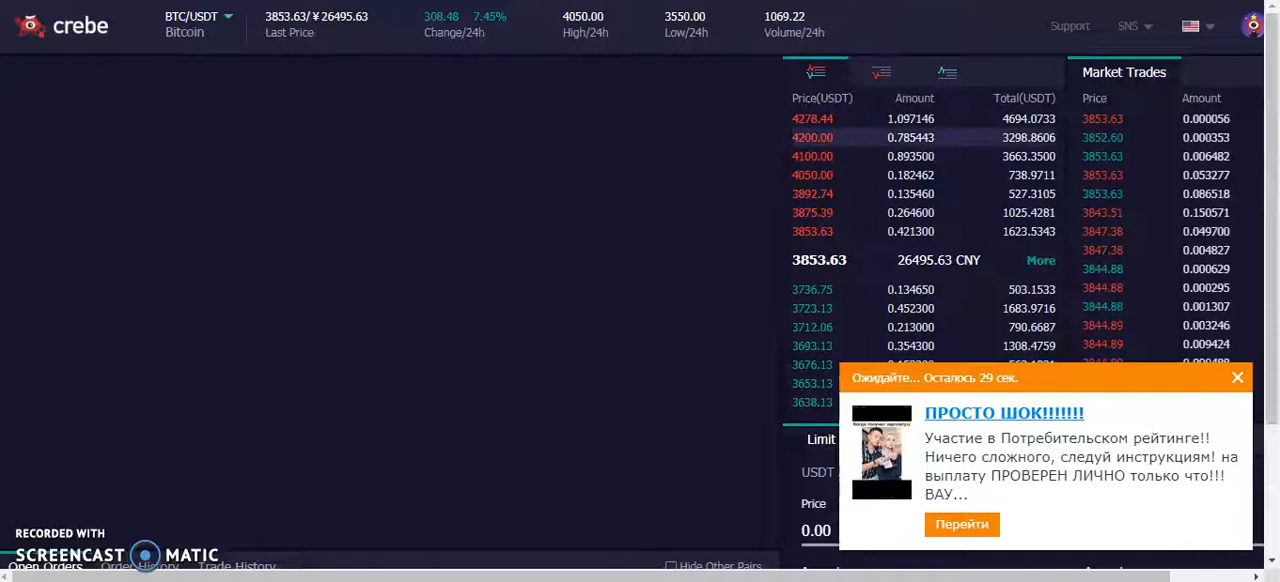 crebe
BTC/USDT
Bitcoin
3853.63/ ¥ 26495.63
Last Price
308.48 7.45%
Change/24h
4050.00
High/24h
3550.00
Low/24h
1069.22
Volume/24h
Support
SNS
Price(USDT) Amount Total(USDT)
4278.44 1.097146 4694.0733
4200.00 0.785443 3298.8606
4100.00 0.893500 3663.3500
4050.00 0.182462 738.9711
3892.74 0.135460 527.3105
3875.39 0.264600 1025.4281
3853.63 0.421300 1623.5343
3853.63 26495.63 CNY More
3736.75 0.134650 503.1533
3723.13 0.452300 1683.9716
3712.06 0.213000 790.6687
3693.13 0.354300 1308.4759
3676.13
3653.13
3638.13
Market Trades
Price Amount
3853.63 0.000056
3852.60 0.000353
3853.63 0.006482
3853.63 0.053277
3853.63 0.086518
3843.51 0.150571
3847.38 0.049700
3847.38 0.004827
3844.88 0.000629
3844.88 0.000295
3844.88 0.001307
3844.89 0.003246
3844.89 0.009424
Limit
USDT
Price
0.00
Ожидайте... Осталось 29 сек.
ПРОСТО ШОК!!!!!!!
Участие в Потребительском рейтинге!!
Ничего сложного, следуй инструкциям! на
выплату ПРОВЕРЕН ЛИЧНО только что!!!
ВАУ...
Перейти
RECORDED WITH
SCREENCAST MATIC
Open Orders Order History Trade History
Hide Other Pairs